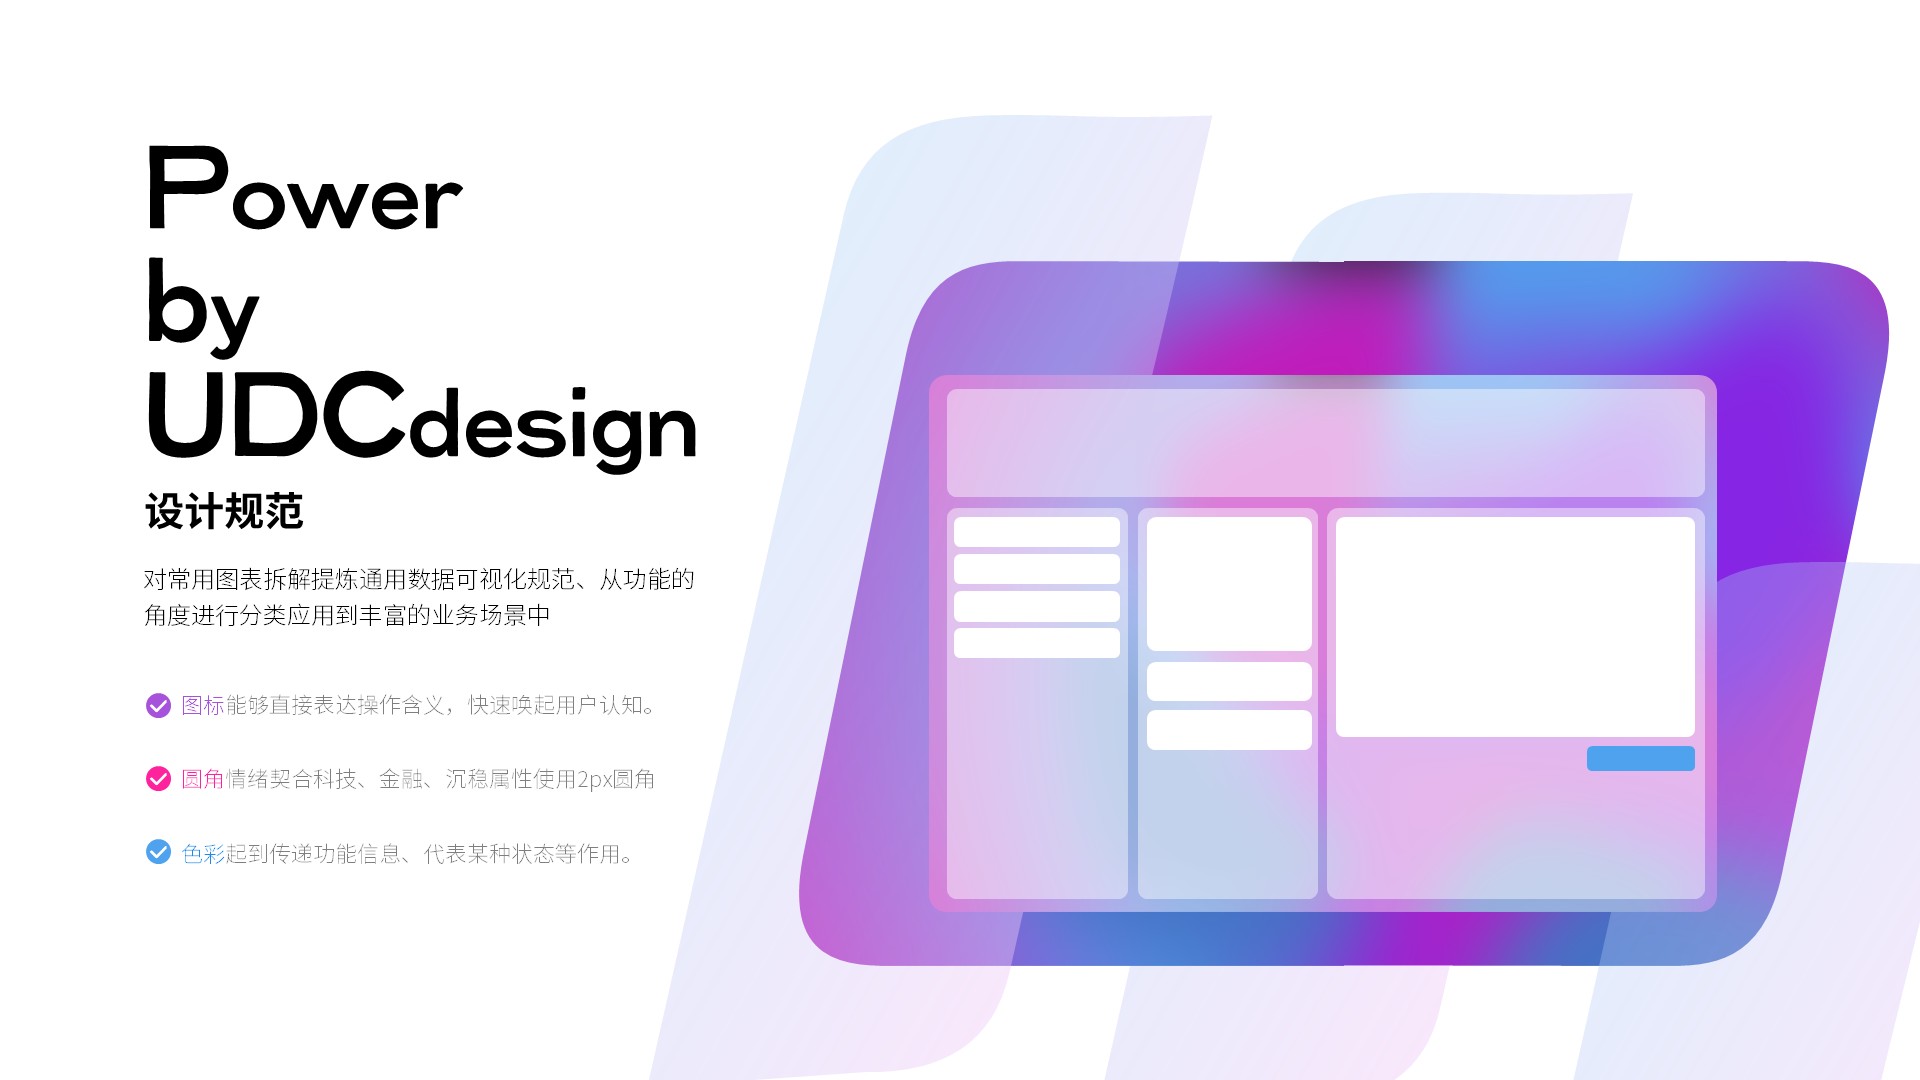 Power
by
UDCdesign
设计规范
对常用图表拆解提炼通用数据可视化规范、从功能的
角度进行分类应用到丰富的业务场景中
图标能够直接表达操作含义，快速唤起用户认知。
圆角情绪契合科技、金融、沉稳属性使用2px圆角
色彩起到传递功能信息、代表某种状态等作用。